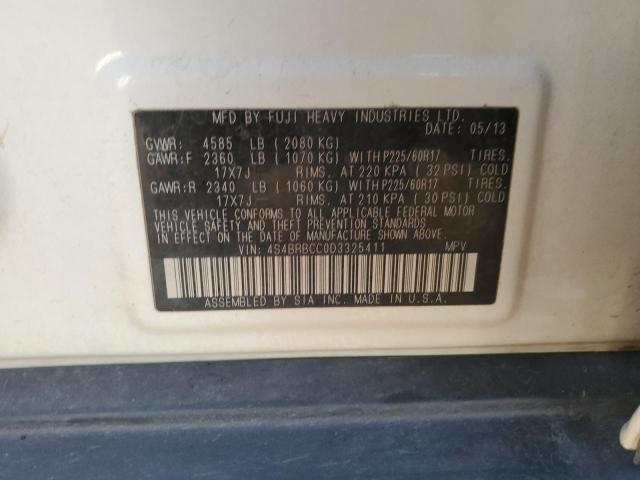 MFD BY FUJI HEAVY INDUSTRIES LTD.
DATE: 05/13
GVWR: 4585 LB (2080 KG)
GAWR:F 2360 LB (1070 KG) WITH P225/60R17 TIRES.
17X7J RIMS. AT 220 KPA (32 PSI) COLD
GAWR:R 2340 LB (1060 KG) WITH P225/60R17 TIRES.
17X7J RIMS. AT 210 KPA (30 PSI) COLD
THIS VEHICLE CONFORMS TO ALL APPLICABLE FEDERAL MOTOR
VEHICLE SAFETY AND THEFT PREVENTION STANDARDS IN EFFECT
ON THE DATE OF MANUFACTURE SHOWN ABOVE.
VIN: 4S4BRBCC0D3325411 MPV
ASSEMBLED BY SIA INC. MADE IN U.S.A.